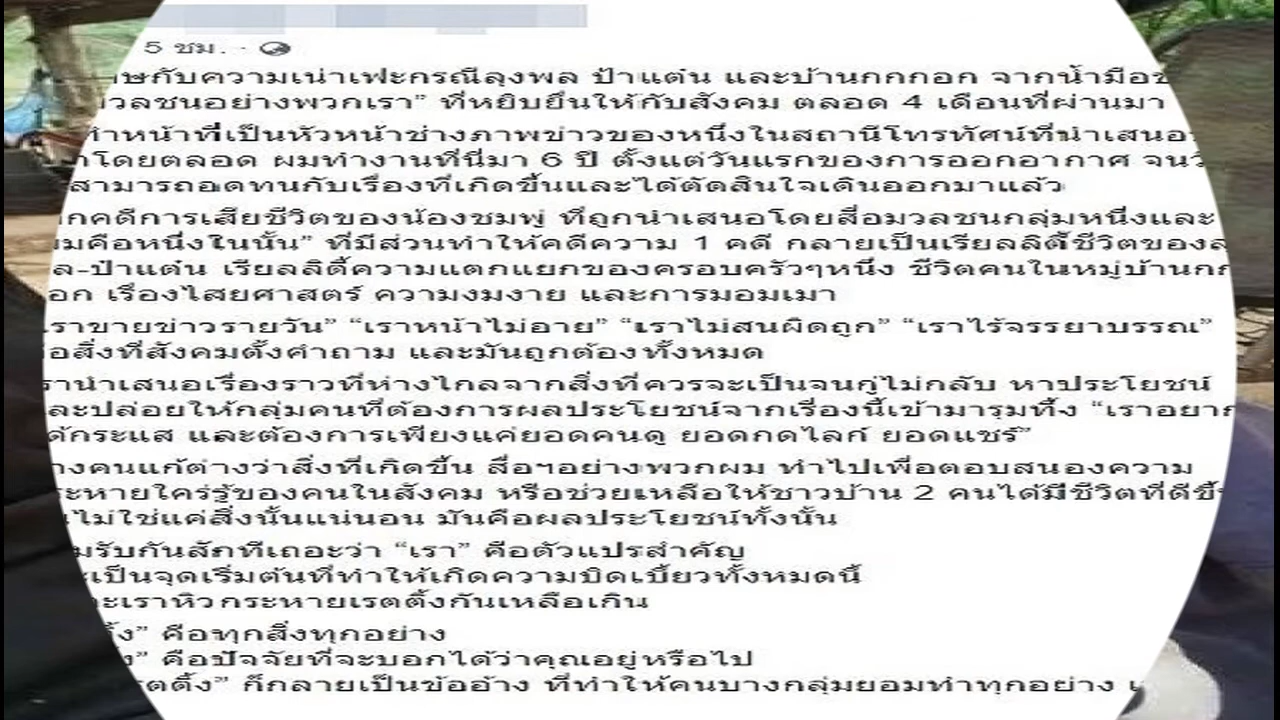 5 ชม. ·
ษกับความเน่าเฟะกรณีลุงพล ป้าแต๋น และบ้านกกกอก จากน้ำมือข
วลชนอย่างพวกเรา” ที่หยิบยื่นให้กับสังคม ตลอด 4 เดือนที่ผ่านมา
ทำหน้าที่เป็นหัวหน้าช่างภาพข่าวของหนึ่งในสถานีโทรทัศน์ที่นำเสนอ
าโดยตลอด ผมทำงานที่นี่มา 6 ปี ตั้งแต่วันแรกของการออกอากาศ จนวั
สามารถอดทนกับเรื่องที่เกิดขึ้นและได้ตัดสินใจเดินออกมาแล้ว
กคดีการเสียชีวิตของน้องชมพู่ ที่ถูกนำเสนอโดยสื่อมวลชนกลุ่มหนึ่งและ
มคือหนึ่งในนั้น” ที่มีส่วนทำให้คดีความ 1 คดี กลายเป็นเรียลลิตี้ชีวิตของล
ล-ป้าแต๋น เรียลลิตี้ความแตกแยกของครอบครัวๆหนึ่ง ชีวิตคนในหมู่บ้านกก
อก เรื่องไสยศาสตร์ ความงมงาย และการมอมเมา
ราขายข่าวรายวัน” “เราหน้าไม่อาย” “เราไม่สนผิดถูก” “เราไร้จรรยาบรรณ”
อสิ่งที่สังคมตั้งคำถาม และมันถูกต้องทั้งหมด
รานำเสนอเรื่องราวที่ห่างไกลจากสิ่งที่ควรจะเป็นจนกู่ไม่กลับ หาประโยชน์
ละปล่อยให้กลุ่มคนที่ต้องการผลประโยชน์จากเรื่องนี้เข้ามารุมทึ้ง “เราอยาก
ด้กระแส และต้องการเพียงแค่ยอดคนดู ยอดกดไลก์ ยอดแชร์”
างคนแก้ต่างว่าสิ่งที่เกิดขึ้น สื่อฯอย่างพวกผม ทำไปเพื่อตอบสนองความ
ระหายใคร่รู้ของคนในสังคม หรือช่วยเหลือให้ชาวบ้าน 2 คนได้มีชีวิตที่ดีขึ้
ไม่ใช่แค่สิ่งนั้นแน่นอน มันคือผลประโยชน์ทั้งนั้น
มรับกันสักทีเถอะว่า “เรา” คือตัวแปรสำคัญ
ะเป็นจุดเริ่มต้นที่ทำให้เกิดความบิดเบี้ยวทั้งหมดนี้
าะเราหิวกระหายเรตติ้งกันเหลือเกิน
ิ้ง” คือทุกสิ่งทุกอย่าง
ิ้ง” คือปัจจัยที่จะบอกได้ว่าคุณอยู่หรือไป
รตติ้ง” ก็กลายเป็นข้ออ้าง ที่ทำให้คนบางกลุ่มยอมทำทุกอย่าง เ